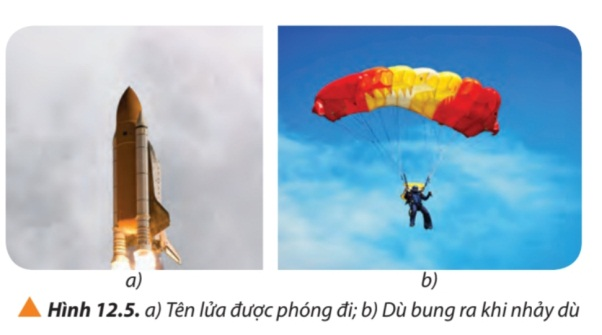 a)
b)
Hình 12.5. a) Tên lửa được phóng đi; b) Dù bung ra khi nhảy dù